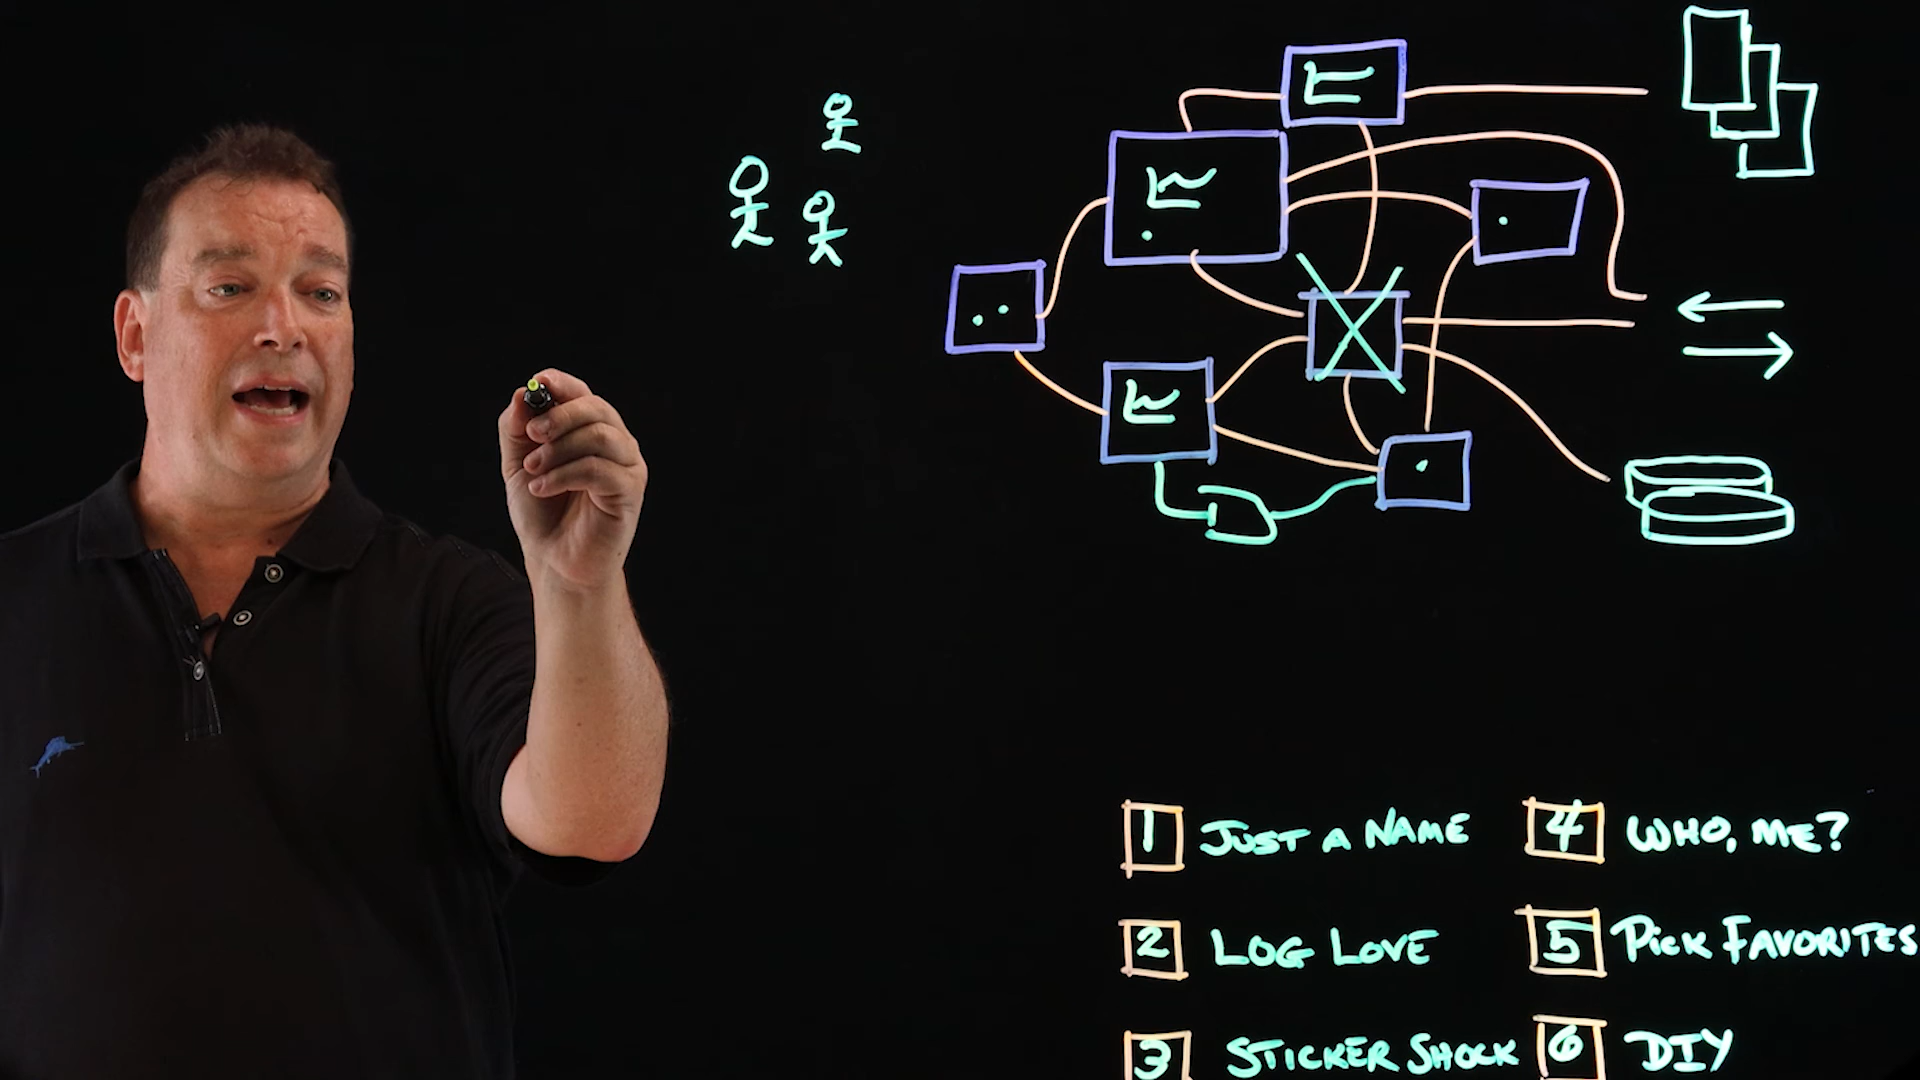 1 JUST A NAME
2 LOG LOVE
3 STICKER SHOCK
4 WHO, ME?
5 PICK FAVORITES
6 DIY